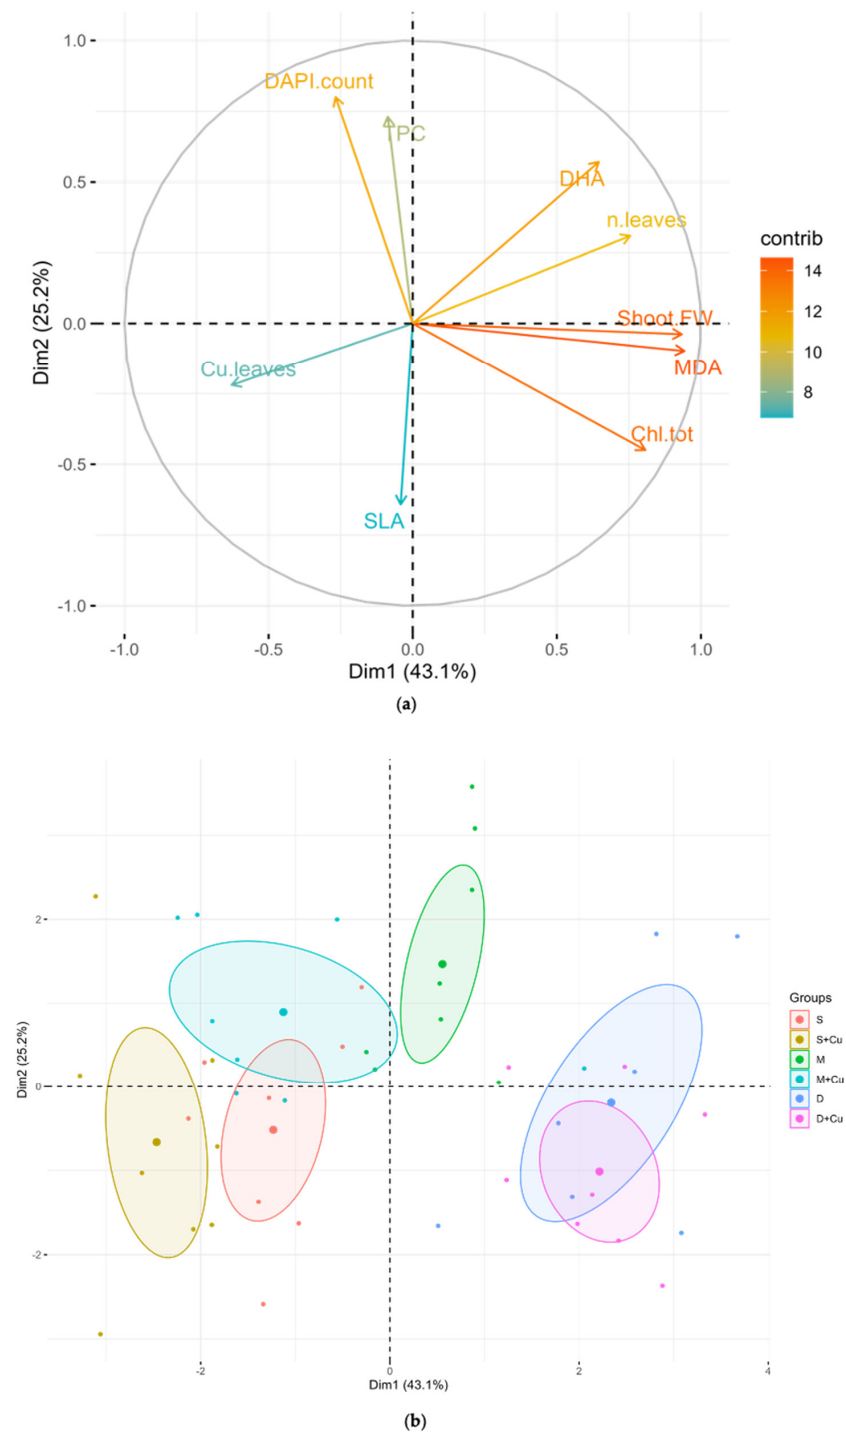 1.0
DAPI.count
TPC
DHA
0.5
n.leaves
contrib
14
12
10
8
Shoot.FW
0.0
MDA
Cu.leaves
Chl.tot
-0.5
SLA
-1.0
Dim2 (25.2%)
-1.0 -0.5 0.0 0.5 1.0
Dim1 (43.1%)
(a)
2
0
-2
Dim2 (25.2%)
Groups
S
S+Cu
M
M+Cu
D
D+Cu
-2 0 2 4
Dim1 (43.1%)
(b)